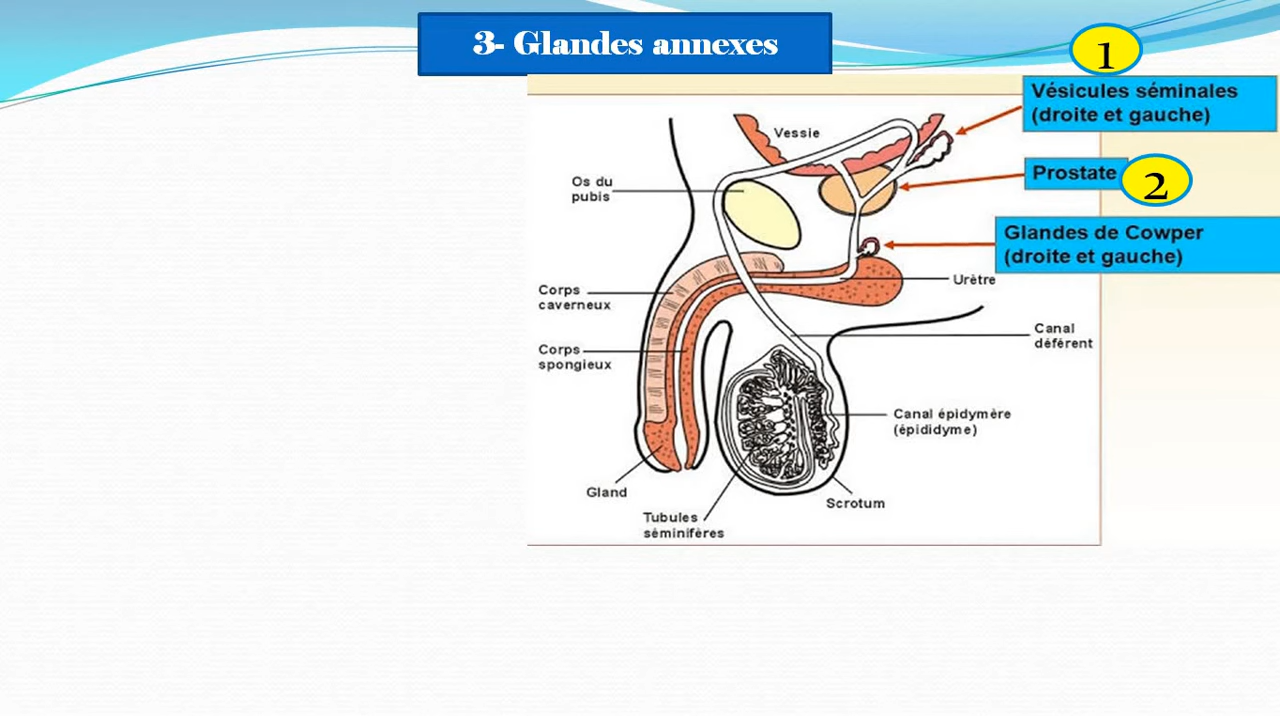 3- Glandes annexes
1
Vésicules séminales
(droite et gauche)
Vessie
Prostate
2
Os du
pubis
Glandes de Cowper
(droite et gauche)
Urètre
Corps
caverneux
Canal
déférent
Corps
spongieux
Canal épidymère
(épididyme)
Gland
Scrotum
Tubules
séminifères